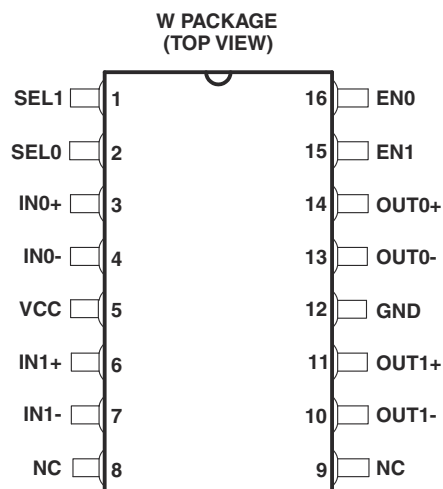 W PACKAGE
(TOP VIEW)
SEL1 1 16 EN0
SEL0 2 15 EN1
IN0+ 3 14 OUT0+
IN0- 4 13 OUT0-
VCC 5 12 GND
IN1+ 6 11 OUT1+
IN1- 7 10 OUT1-
NC 8 9 NC